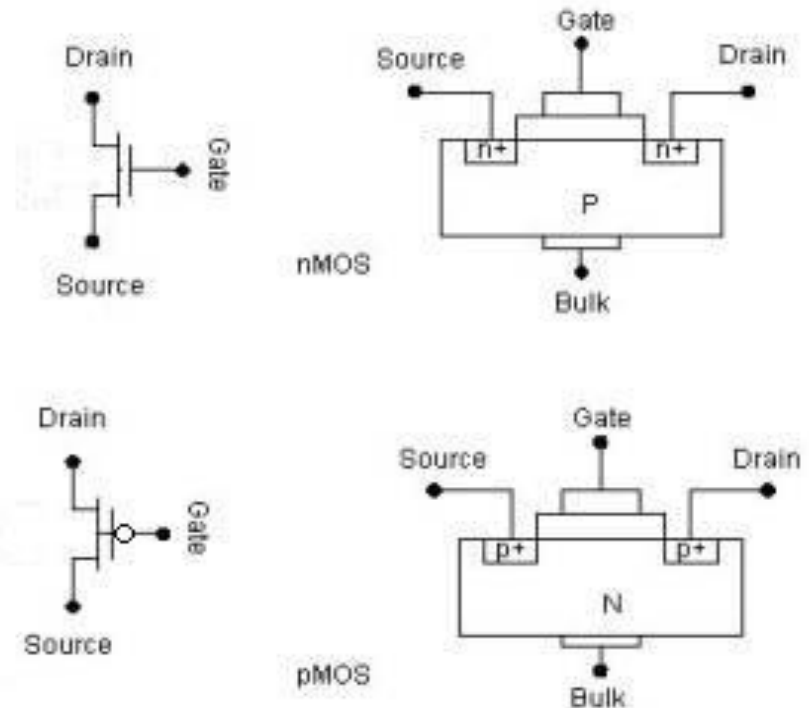 Gate
Drain
Source
Drain
n+
n+
Gate
P
nMOS
Source
Bulk
Drain
Gate
Source
Drain
Gate
p+
p+
N
Source
pMOS
Bulk